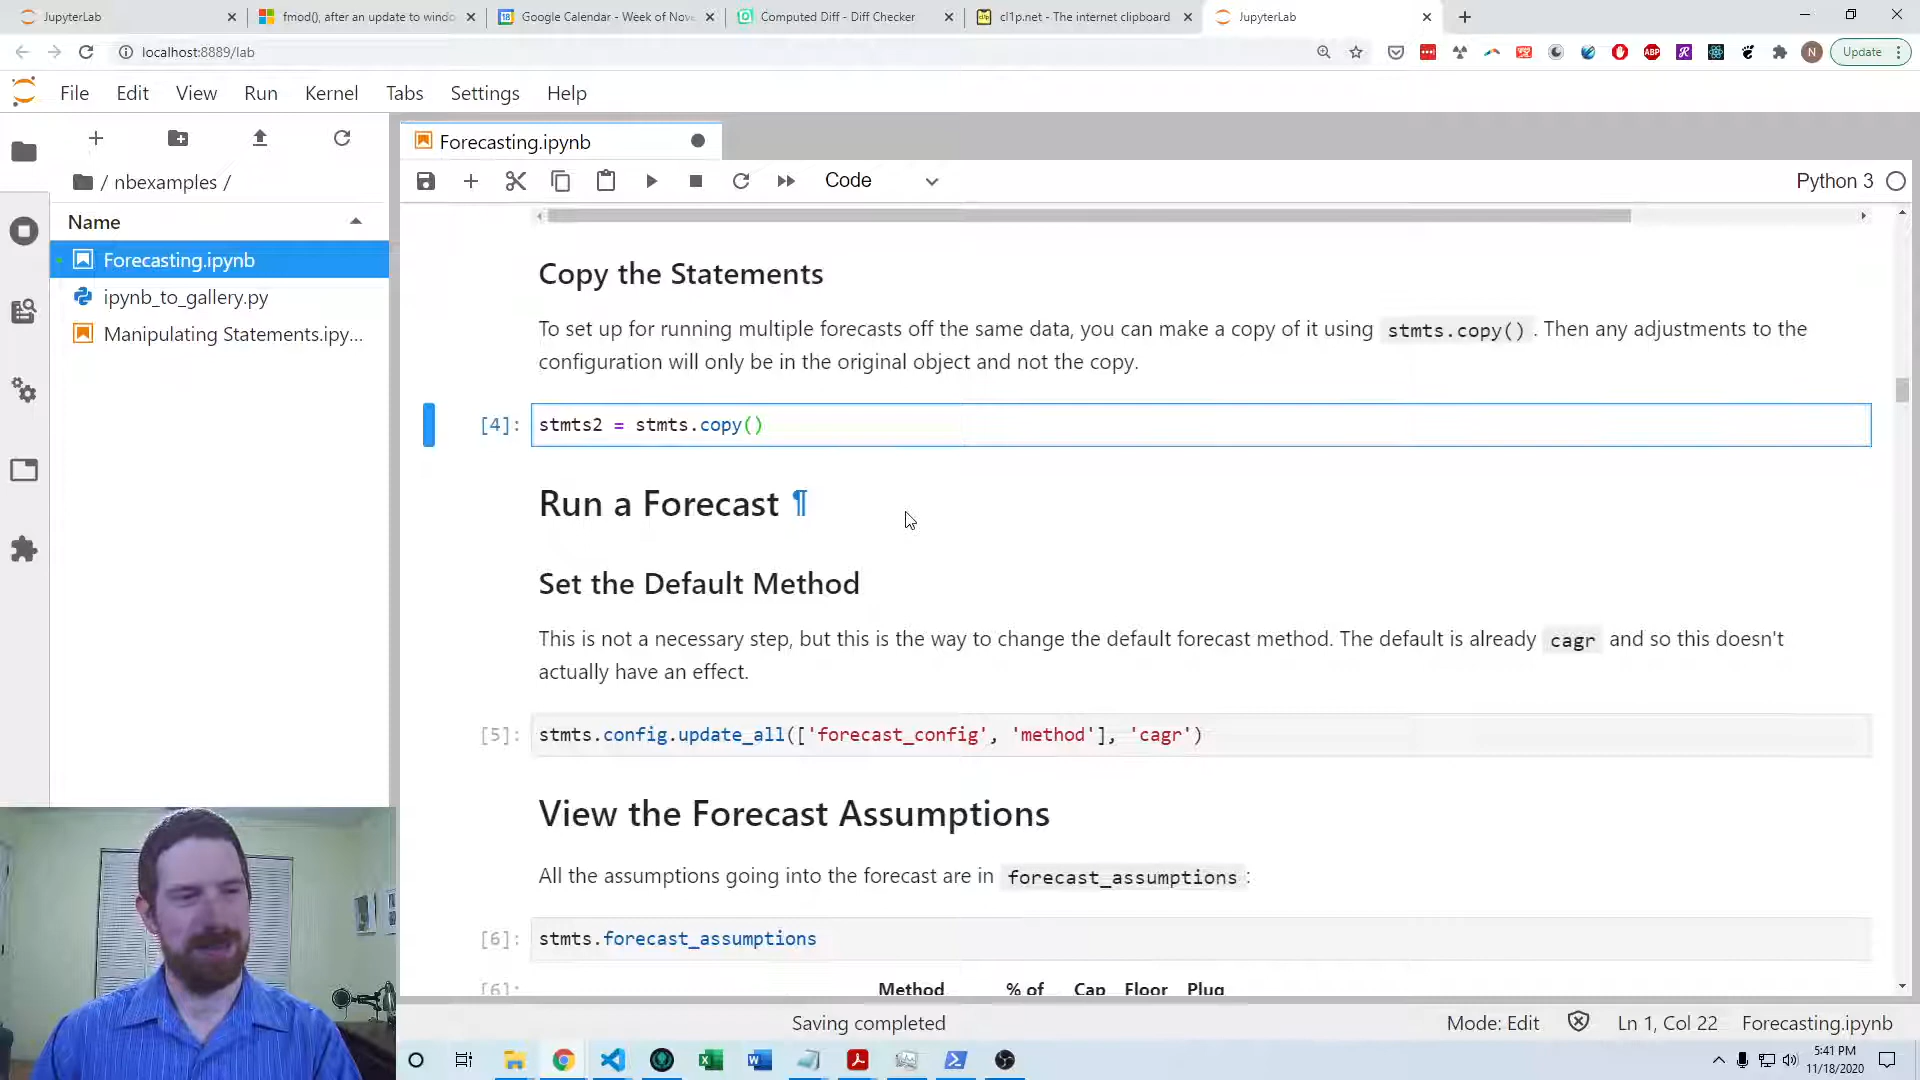 JupyterLab
fmod(), after an update to windo
Google Calendar - Week of Nov
Computed Diff - Diff Checker
cl1p.net - The internet clipboard
JupyterLab
localhost:8889/lab
ABP
N
Update
File Edit View Run Kernel Tabs Settings Help
Forecasting.ipynb
/ nbexamples /
Code
Python 3
Name
Forecasting.ipynb
ipynb_to_gallery.py
Manipulating Statements.ipy...
Copy the Statements
To set up for running multiple forecasts off the same data, you can make a copy of it using stmts.copy(). Then any adjustments to the
configuration will only be in the original object and not the copy.
[4]: stmts2 = stmts.copy()
Run a Forecast ¶
Set the Default Method
This is not a necessary step, but this is the way to change the default forecast method. The default is already cagr and so this doesn't
actually have an effect.
[5]: stmts.config.update_all(['forecast_config', 'method'], 'cagr')
View the Forecast Assumptions
All the assumptions going into the forecast are in forecast_assumptions:
[6]: stmts.forecast_assumptions
[6]: Method % of Cap Floor Plug
Saving completed
Mode: Edit
Ln 1, Col 22
Forecasting.ipynb
5:41 PM
11/18/2020